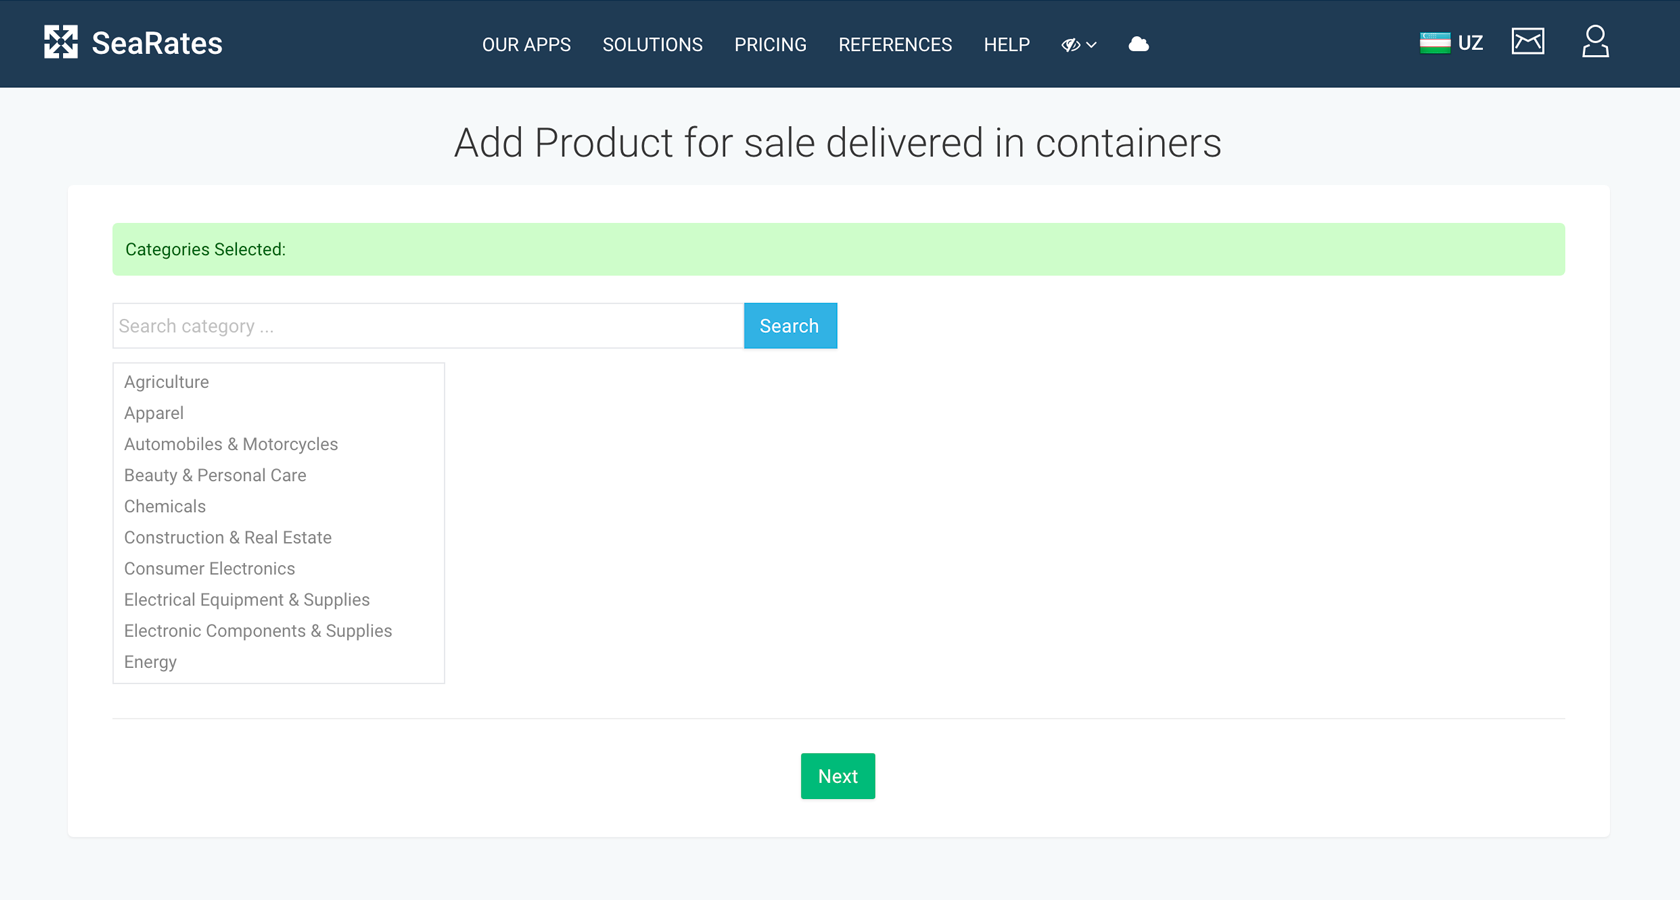 SeaRates
OUR APPS SOLUTIONS PRICING REFERENCES HELP UZ
Add Product for sale delivered in containers
Categories Selected:
Search category ... Search
Agriculture
Apparel
Automobiles & Motorcycles
Beauty & Personal Care
Chemicals
Construction & Real Estate
Consumer Electronics
Electrical Equipment & Supplies
Electronic Components & Supplies
Energy
Next